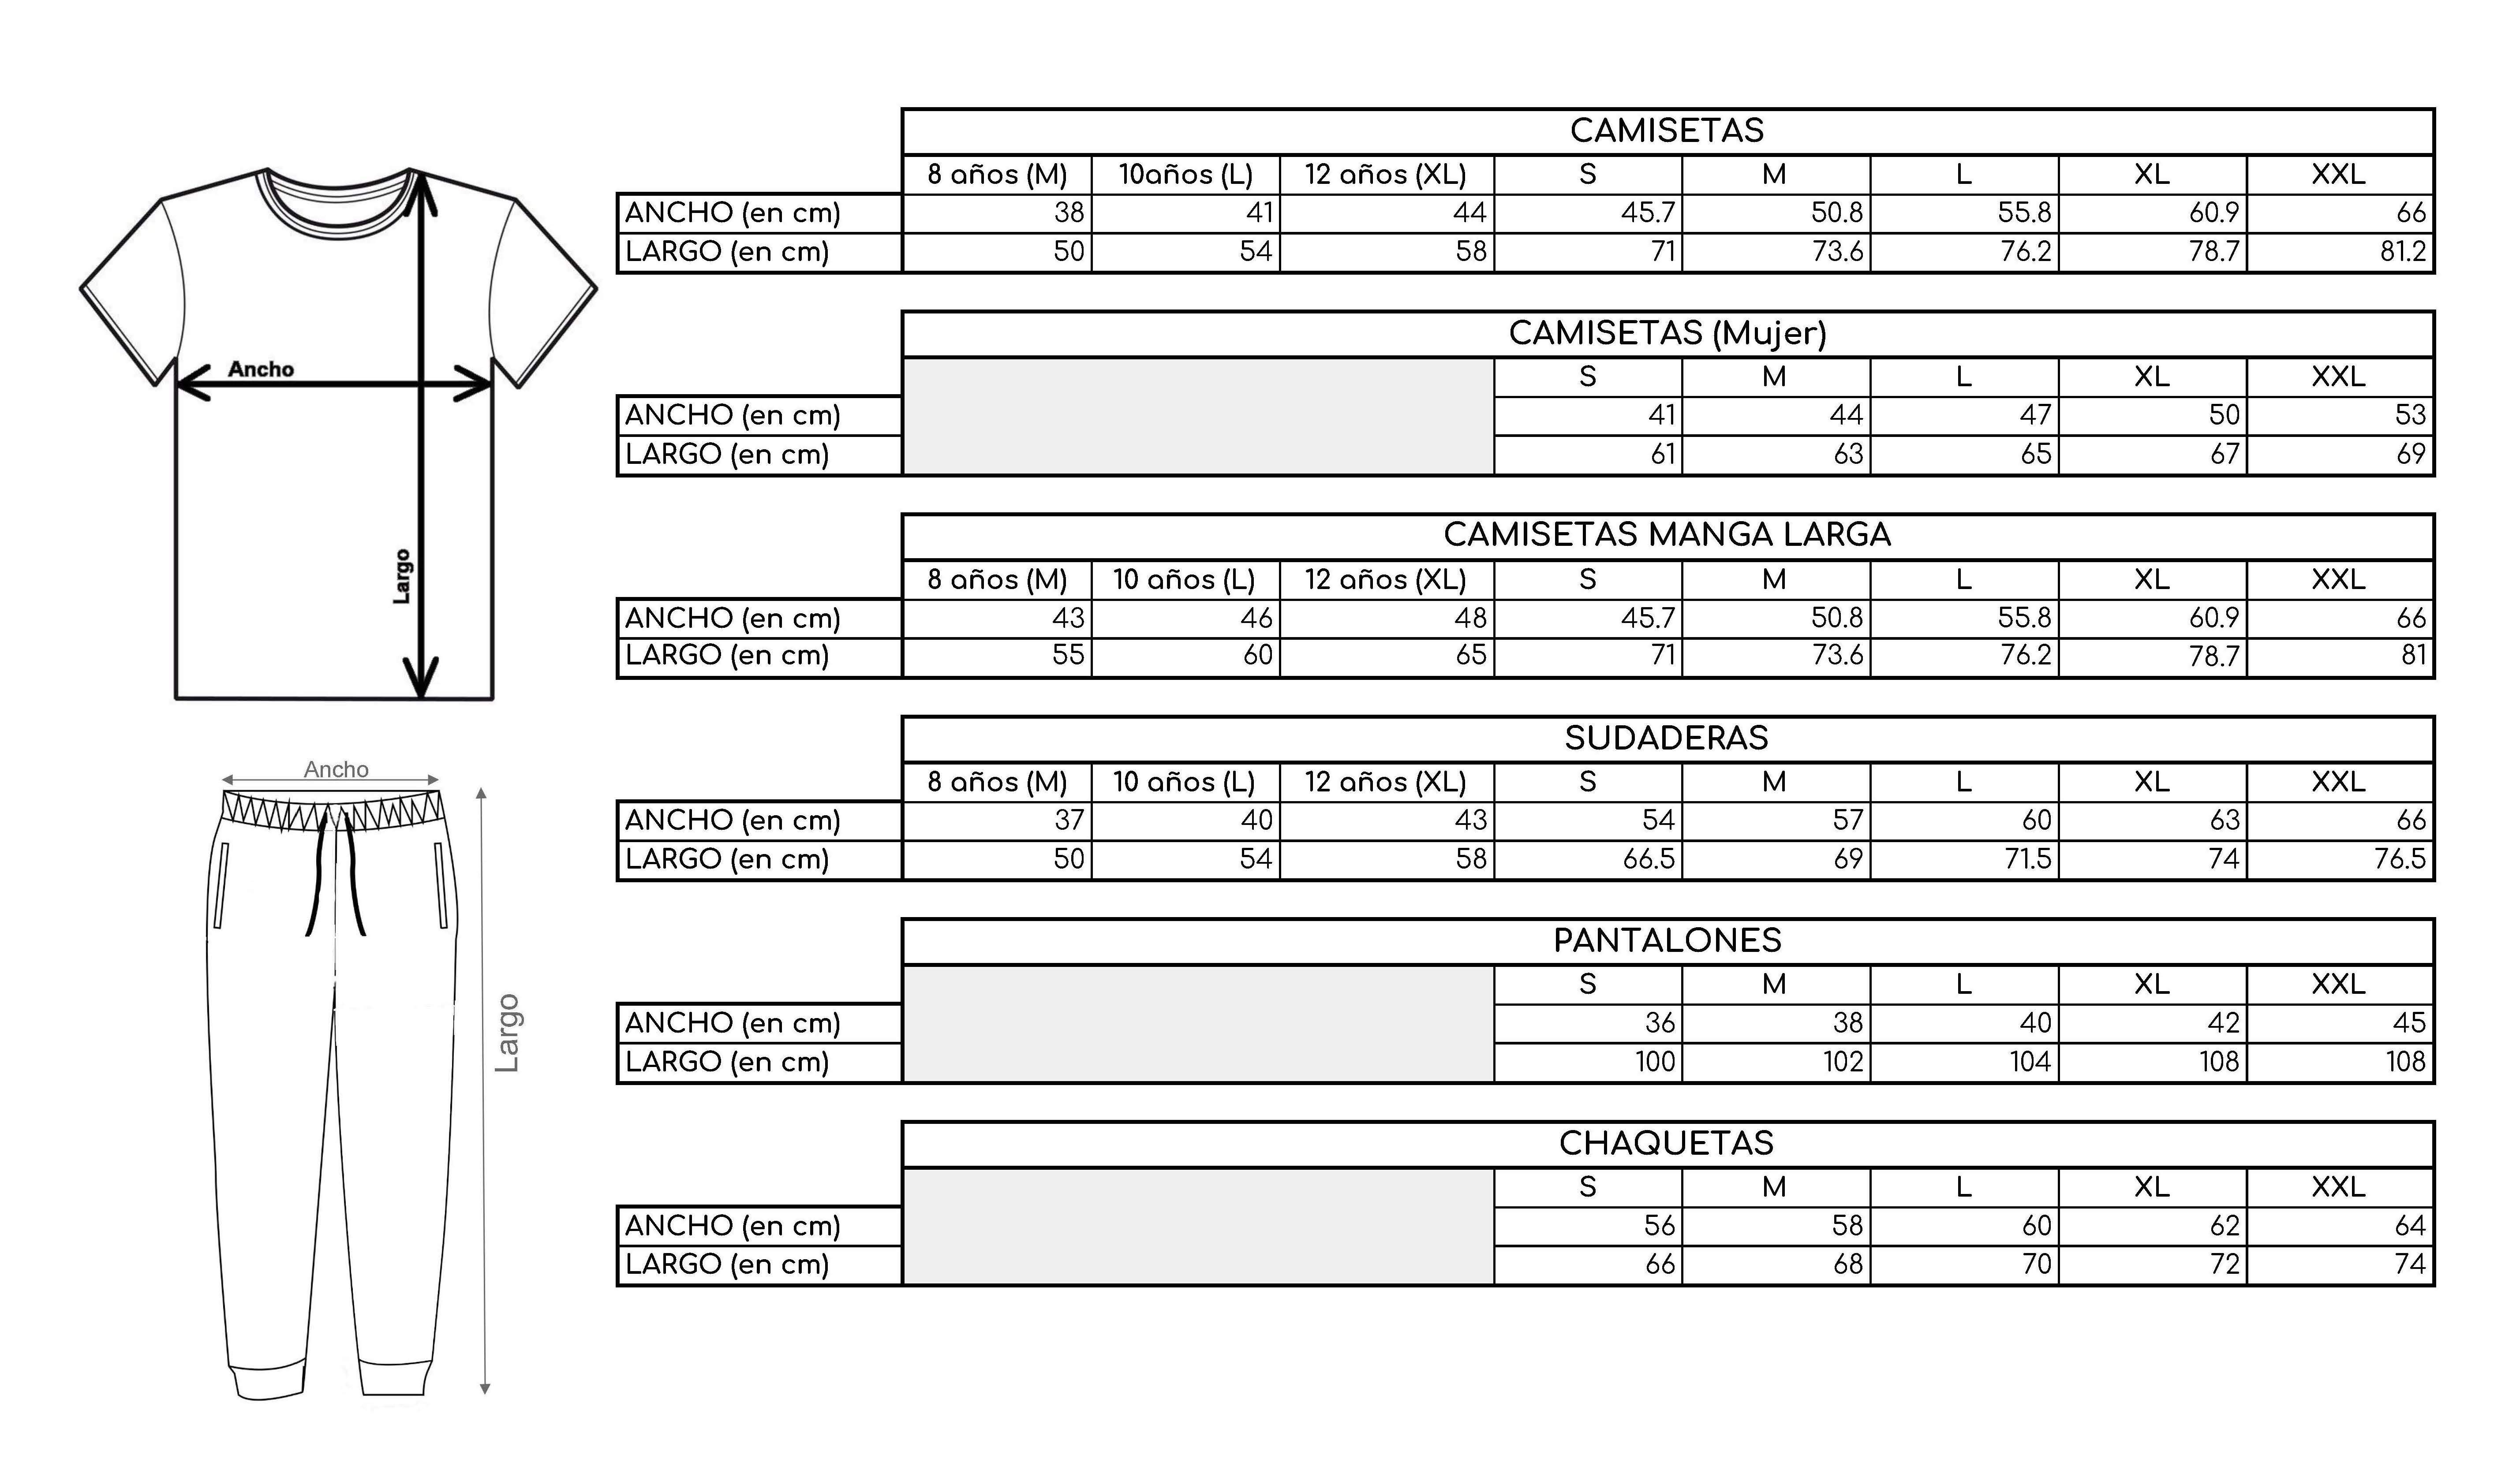 Ancho
Largo
Ancho
Largo
CAMISETAS
8 años (M) 10años (L) 12 años (XL) S M L XL XXL
ANCHO (en cm) 38 41 44 45.7 50.8 55.8 60.9 66
LARGO (en cm) 50 54 58 71 73.6 76.2 78.7 81.2
CAMISETAS (Mujer)
S M L XL XXL
ANCHO (en cm) 41 44 47 50 53
LARGO (en cm) 61 63 65 67 69
CAMISETAS MANGA LARGA
8 años (M) 10 años (L) 12 años (XL) S M L XL XXL
ANCHO (en cm) 43 46 48 45.7 50.8 55.8 60.9 66
LARGO (en cm) 55 60 65 71 73.6 76.2 78.7 81
SUDADERAS
8 años (M) 10 años (L) 12 años (XL) S M L XL XXL
ANCHO (en cm) 37 40 43 54 57 60 63 66
LARGO (en cm) 50 54 58 66.5 69 71.5 74 76.5
PANTALONES
S M L XL XXL
ANCHO (en cm) 36 38 40 42 45
LARGO (en cm) 100 102 104 108 108
CHAQUETAS
S M L XL XXL
ANCHO (en cm) 56 58 60 62 64
LARGO (en cm) 66 68 70 72 74